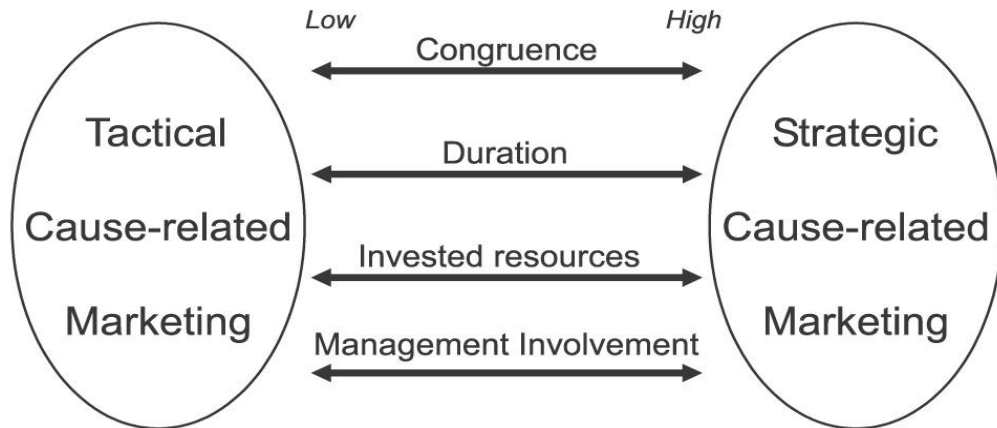 Low
High
Congruence
Tactical
Cause-related
Marketing
Duration
Invested resources
Management Involvement
Strategic
Cause-related
Marketing